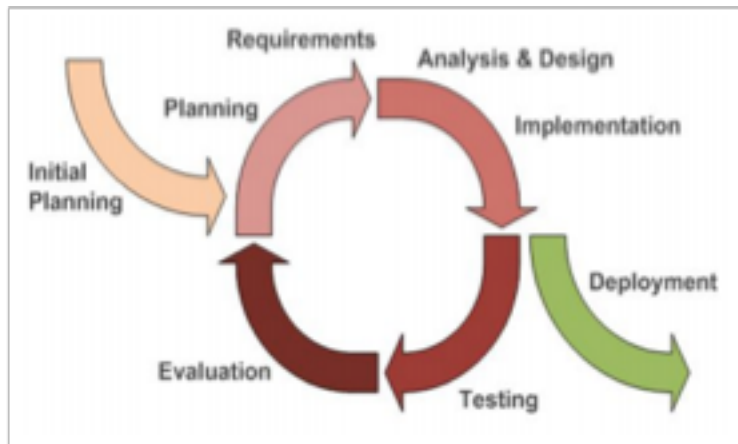 Requirements
Analysis & Design
Planning
Implementation
Initial
Planning
Deployment
Evaluation
Testing